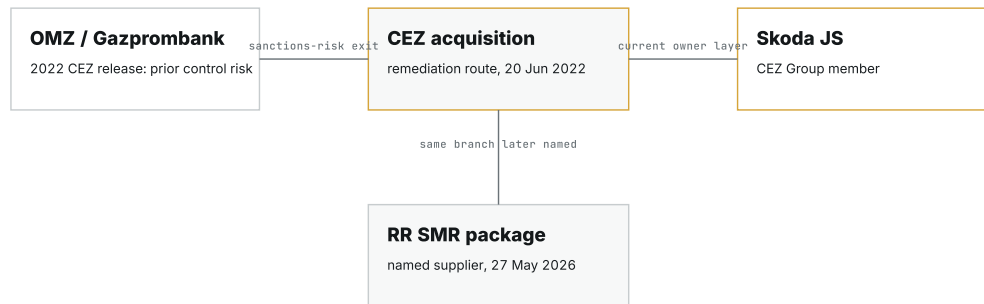 OMZ / Gazprombank
2022 CEZ release: prior control risk
sanctions-risk exit
CEZ acquisition
remediation route, 20 Jun 2022
current owner layer
Skoda JS
CEZ Group member
same branch later named
RR SMR package
named supplier, 27 May 2026